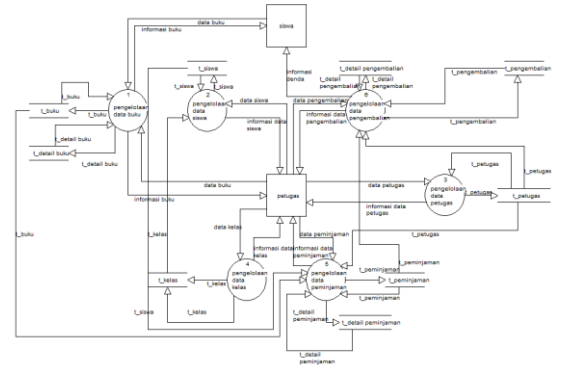 data buku
informasi buku
siswa
t_siswa
t_siswa
t_siswa
t_detail pengembalian
t_detail pengembalian
t_detail pengembalian
informasi denda
t_pengembalian
t_pengembalian
t_pengembalian
t_buku
t_buku
t_buku
1
pengelolaan
data buku
2
pengelolaan
data
siswa
data siswa
informasi data
siswa
data pengembalian
informasi data
pengembalian
6
pengelolaan
data
pengembalian
t_detail buku
t_detail buku
t_detail buku
data buku
informasi buku
petugas
data petugas
informasi data
petugas
3
pengelolaan
data
petugas
t_petugas
t_petugas
t_petugas
t_petugas
t_buku
t_kelas
data kelas
informasi data
kelas
data peminjaman
informasi data
peminjaman
4
pengelolaan
data
kelas
5
pengelolaan
data
peminjaman
t_kelas
t_kelas
t_kelas
t_siswa
t_peminjaman
t_peminjaman
t_peminjaman
t_peminjaman
t_detail
peminjaman
t_detail peminjaman
t_detail
peminjaman